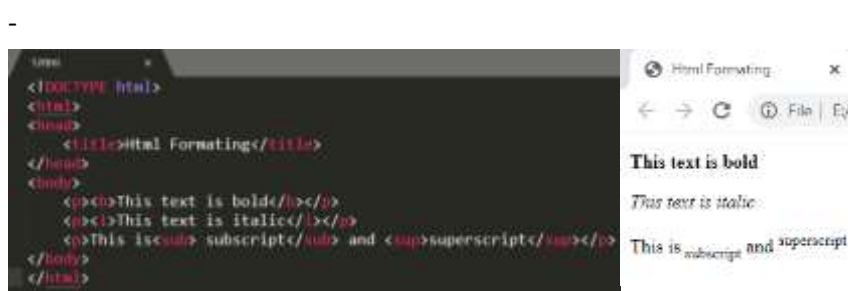 -
<!DOCTYPE html>
<html>
<head>
<title>Html Formating</title>
</head>
<body>
<p><b>This text is bold</b></p>
<p><i>This text is italic</i></p>
<p>This is<sub> subscript</sub> and <sup>superscript</sup></p>
</body>
</html>
Html Formating
File
This text is bold
This text is italic
This is subscript and superscript